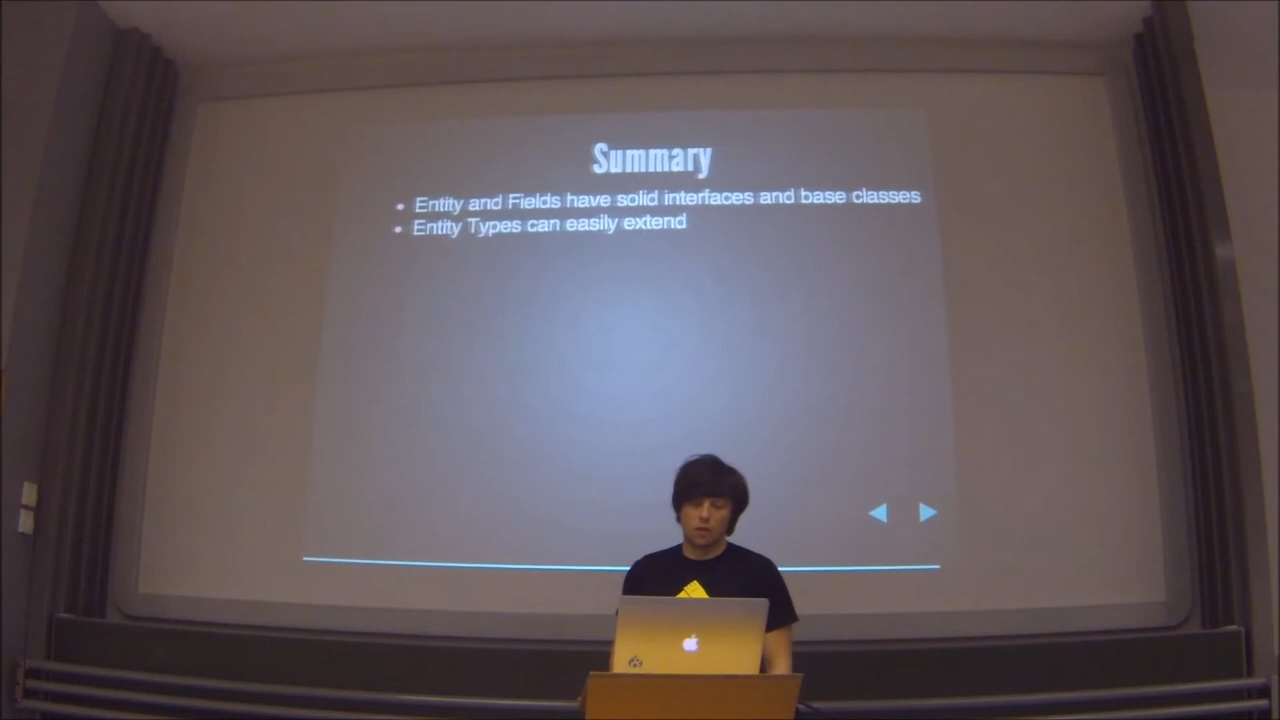 Summary
Entity and Fields have solid interfaces and base classes
Entity Types can easily extend